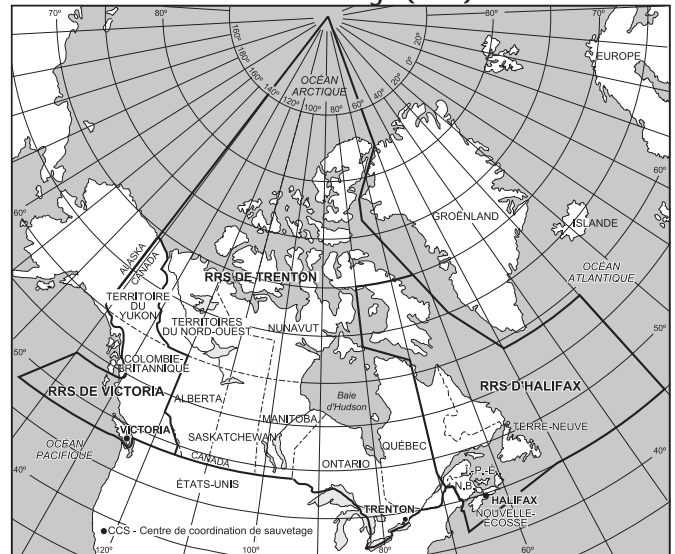 70° 80° 80° 70°
160° 160° 160° 140° 120° 100° 80° 60° 40° 20° 0° 20°
OCÉAN
ARCTIQUE
EUROPE
60°
60°
GROËNLAND
ISLANDE
ALASKA
CANADA
OCÉAN
ATLANTIQUE
RRS DE TRENTON
TERRITOIRE
DU
YUKON
TERRITOIRES
DU NORD-OUEST
NUNAVUT
50°
50°
COLOMBIE-
BRITANNIQUE
RRS DE VICTORIA
ALBERTA
Baie
d'Hudson
RRS D'HALIFAX
MANITOBA
VICTORIA
SASKATCHEWAN
QUÉBEC
TERRE-NEUVE
OCÉAN
PACIFIQUE
CANADA
ONTARIO
Î.-P.-É.
N.B.
40°
40°
ÉTATS-UNIS
TRENTON
HALIFAX
NOUVELLE-
ÉCOSSE
CCS - Centre de coordination de sauvetage
120° 100° 80° 60°